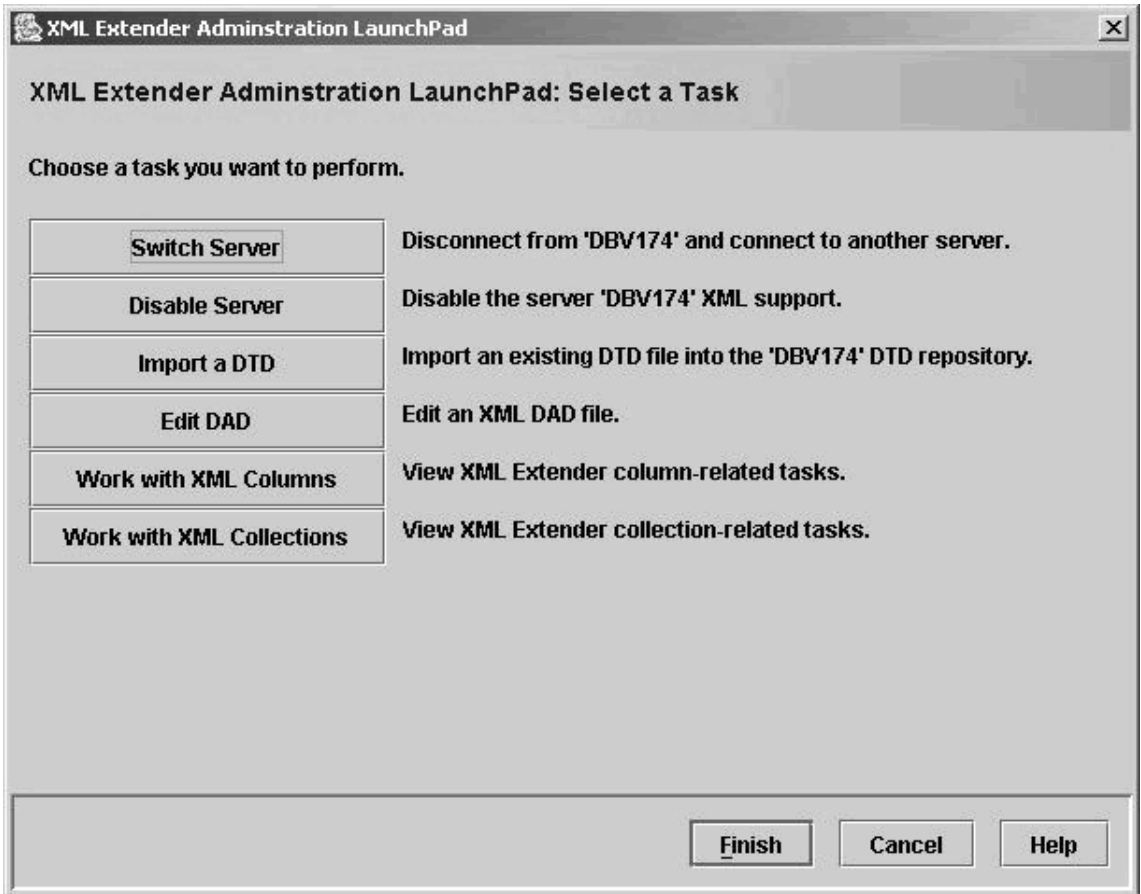 XML Extender Adminstration LaunchPad
XML Extender Adminstration LaunchPad: Select a Task
Choose a task you want to perform.
Switch Server Disconnect from 'DBV174' and connect to another server.
Disable Server Disable the server 'DBV174' XML support.
Import a DTD Import an existing DTD file into the 'DBV174' DTD repository.
Edit DAD Edit an XML DAD file.
Work with XML Columns View XML Extender column-related tasks.
Work with XML Collections View XML Extender collection-related tasks.
Finish Cancel Help